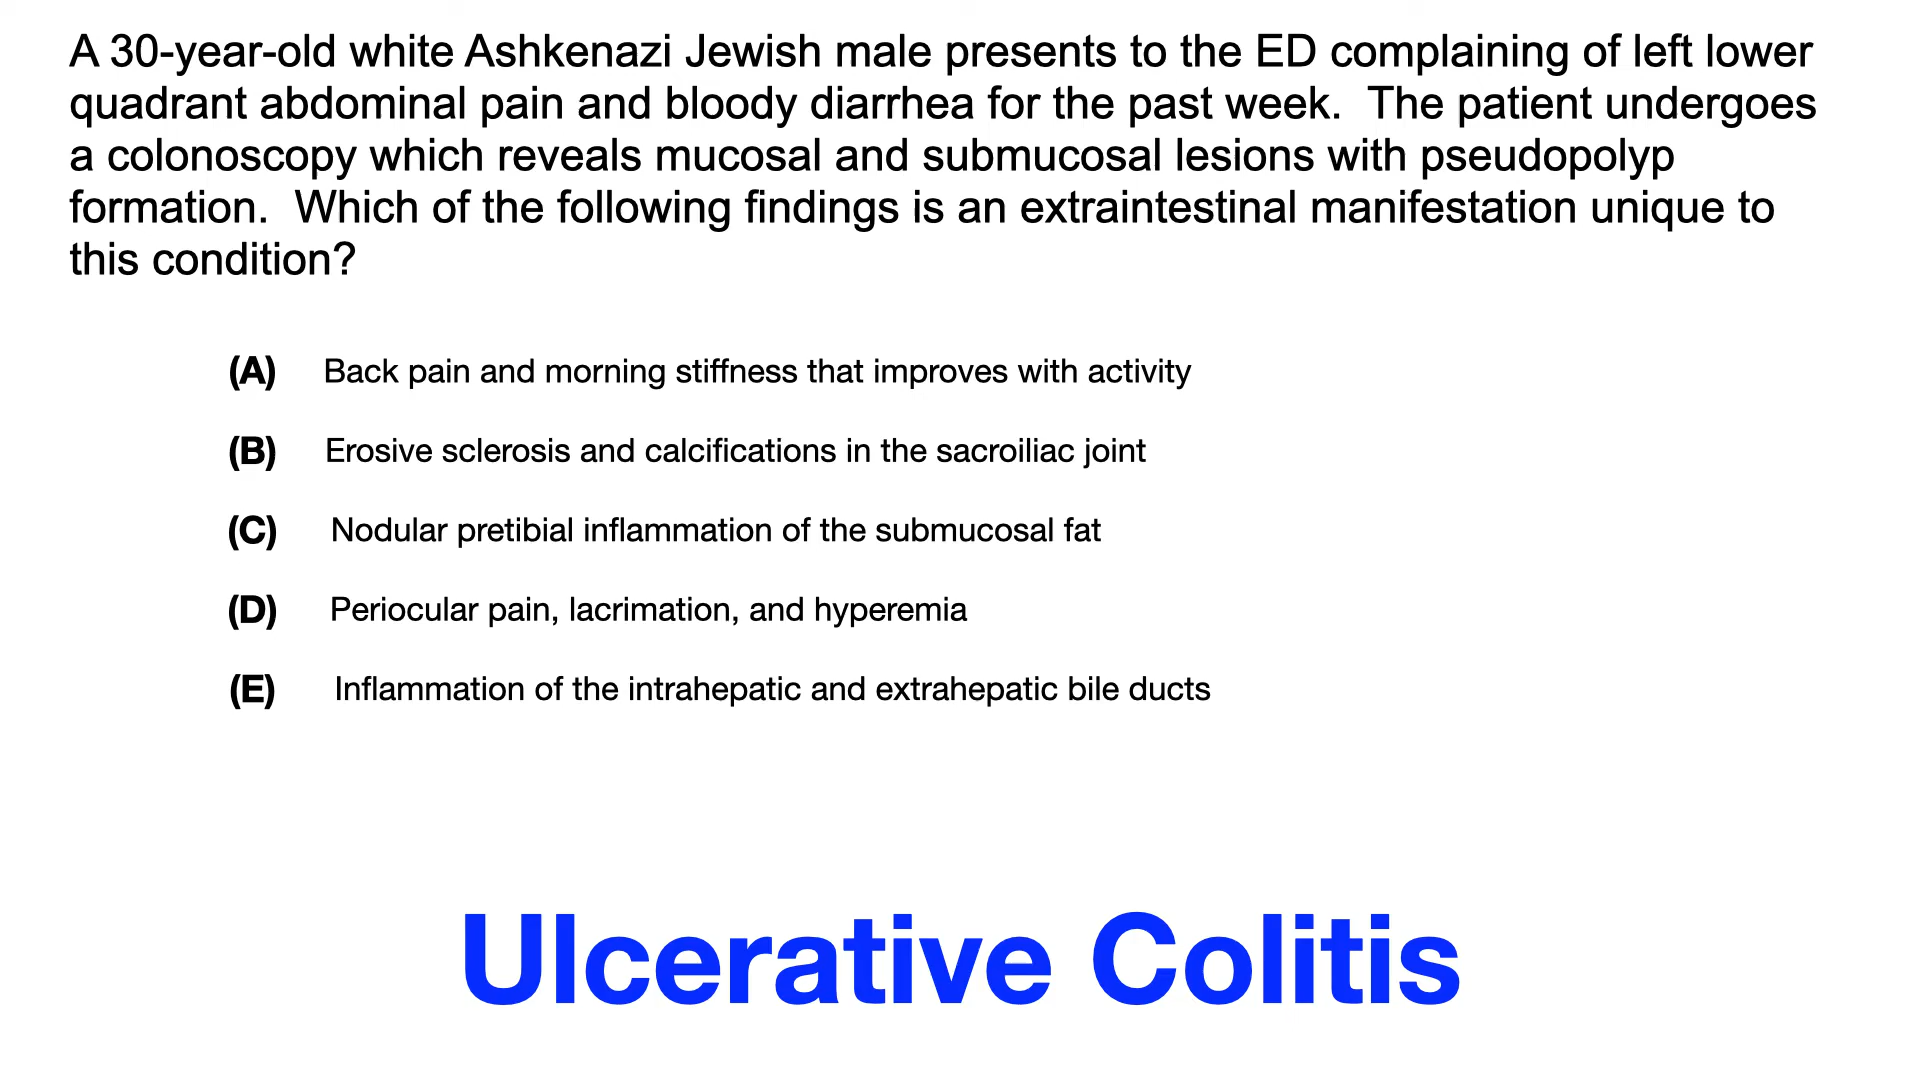 A 30-year-old white Ashkenazi Jewish male presents to the ED complaining of left lower
quadrant abdominal pain and bloody diarrhea for the past week.  The patient undergoes
a colonoscopy which reveals mucosal and submucosal lesions with pseudopolyp
formation.  Which of the following findings is an extraintestinal manifestation unique to
this condition?
(A) Back pain and morning stiffness that improves with activity
(B) Erosive sclerosis and calcifications in the sacroiliac joint
(C) Nodular pretibial inflammation of the submucosal fat
(D) Periocular pain, lacrimation, and hyperemia
(E) Inflammation of the intrahepatic and extrahepatic bile ducts
Ulcerative Colitis